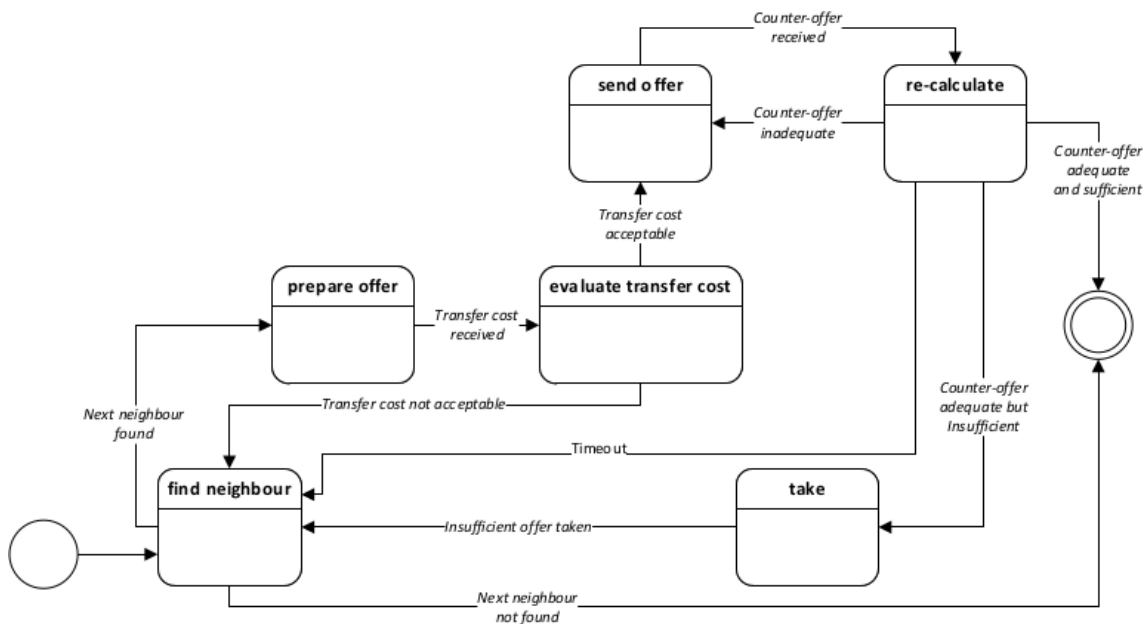 Counter-offer
received
send offer
re-calculate
Counter-offer
inadequate
Counter-offer
adequate
and sufficient
Transfer cost
acceptable
prepare offer
evaluate transfer cost
Transfer cost
received
Next neighbour
found
Transfer cost not acceptable
Counter-offer
adequate but
Insufficient
Timeout
find neighbour
take
Insufficient offer taken
Next neighbour
not found